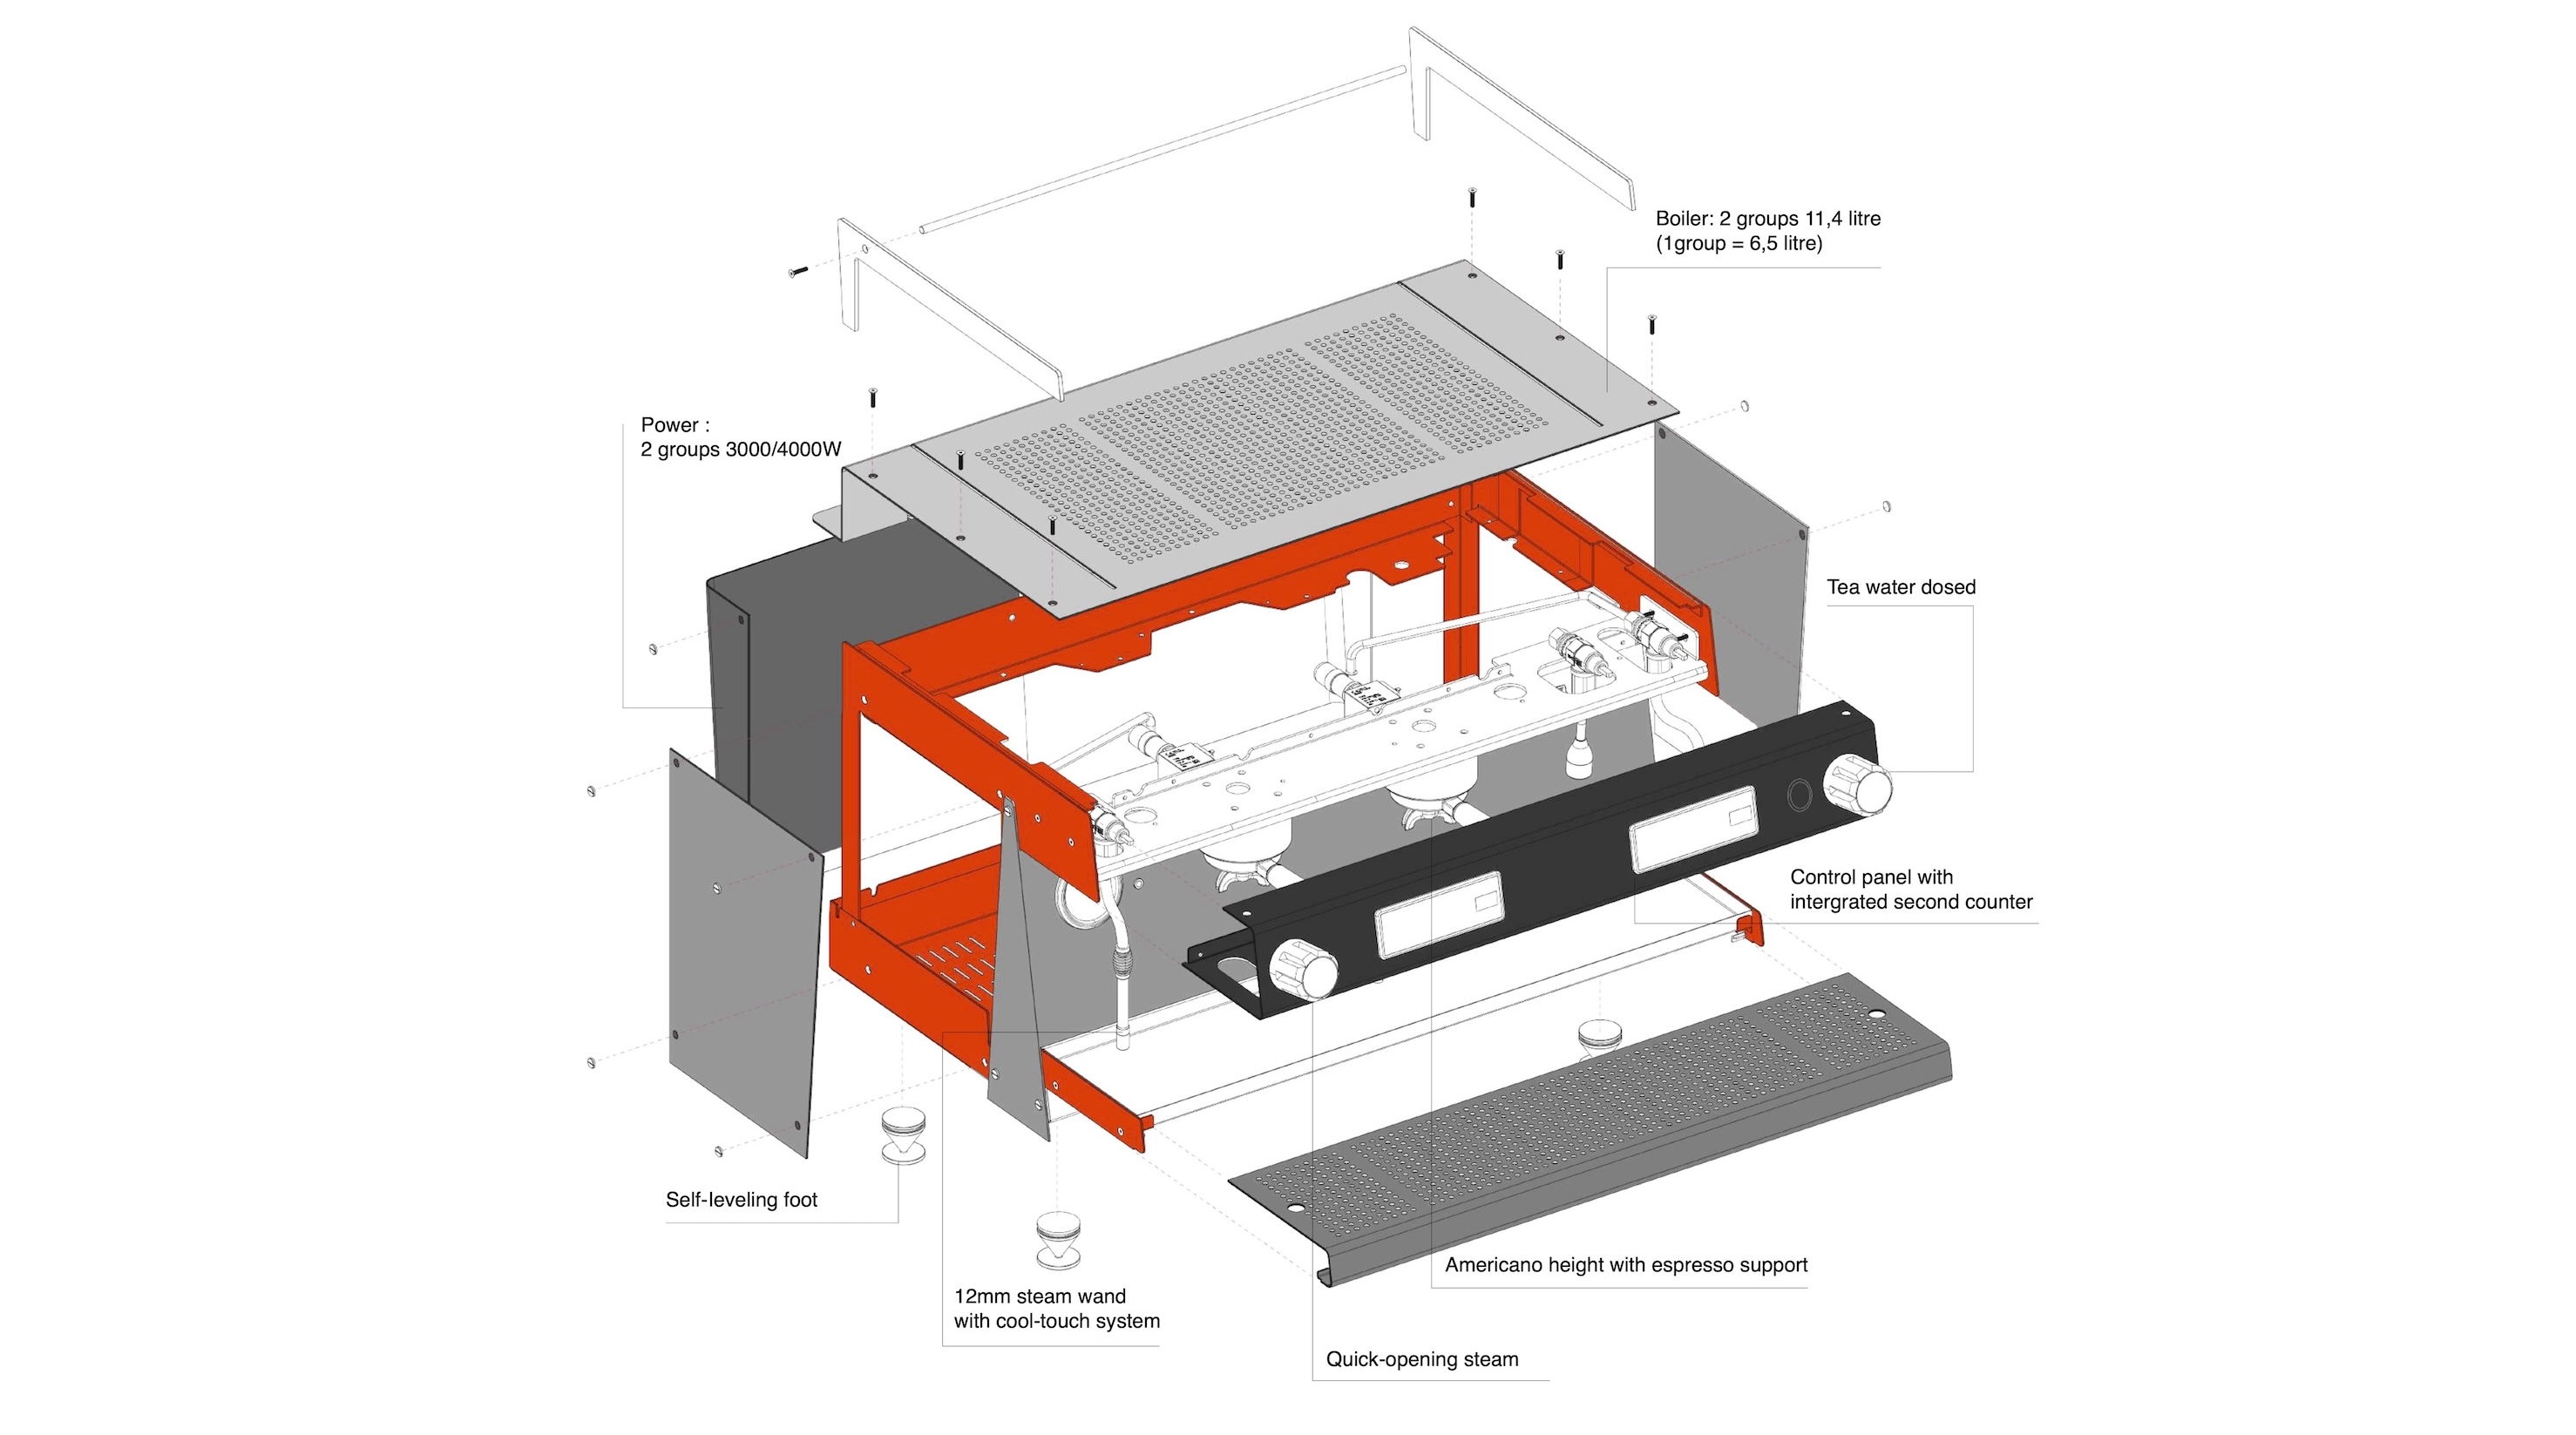 Boiler: 2 groups 11,4 litre
(1group = 6,5 litre)
Power :
2 groups 3000/4000W
Tea water dosed
Control panel with
intergrated second counter
Self-leveling foot
Americano height with espresso support
12mm steam wand
with cool-touch system
Quick-opening steam